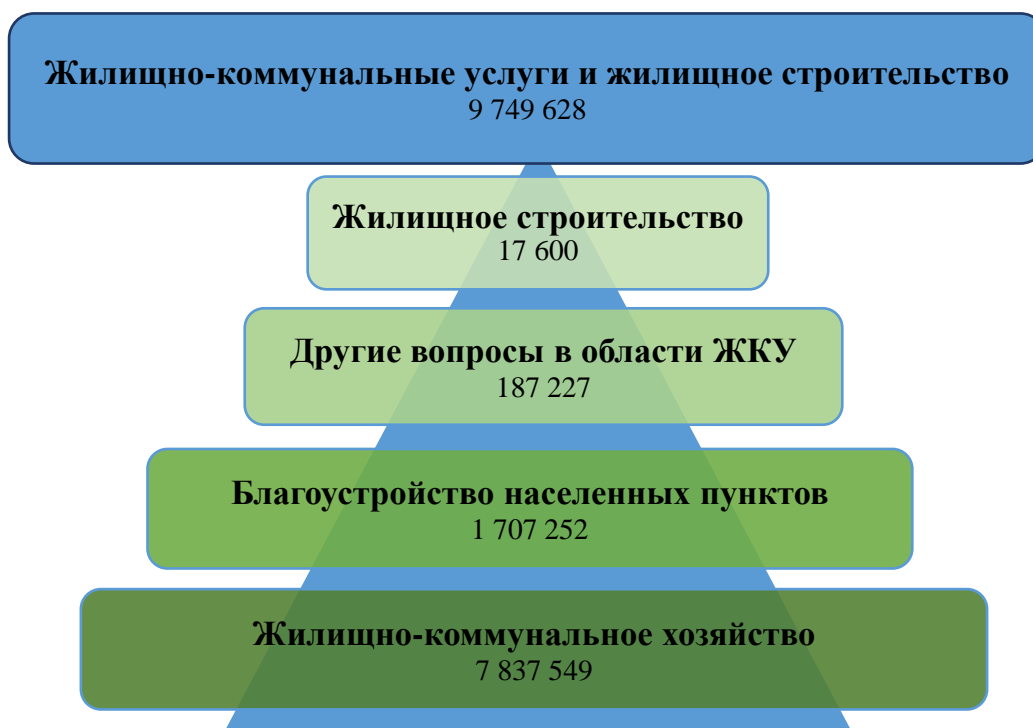 Жилищно-коммунальные услуги и жилищное строительство
9 749 628
Жилищное строительство
17 600
Другие вопросы в области ЖКУ
187 227
Благоустройство населенных пунктов
1 707 252
Жилищно-коммунальное хозяйство
7 837 549